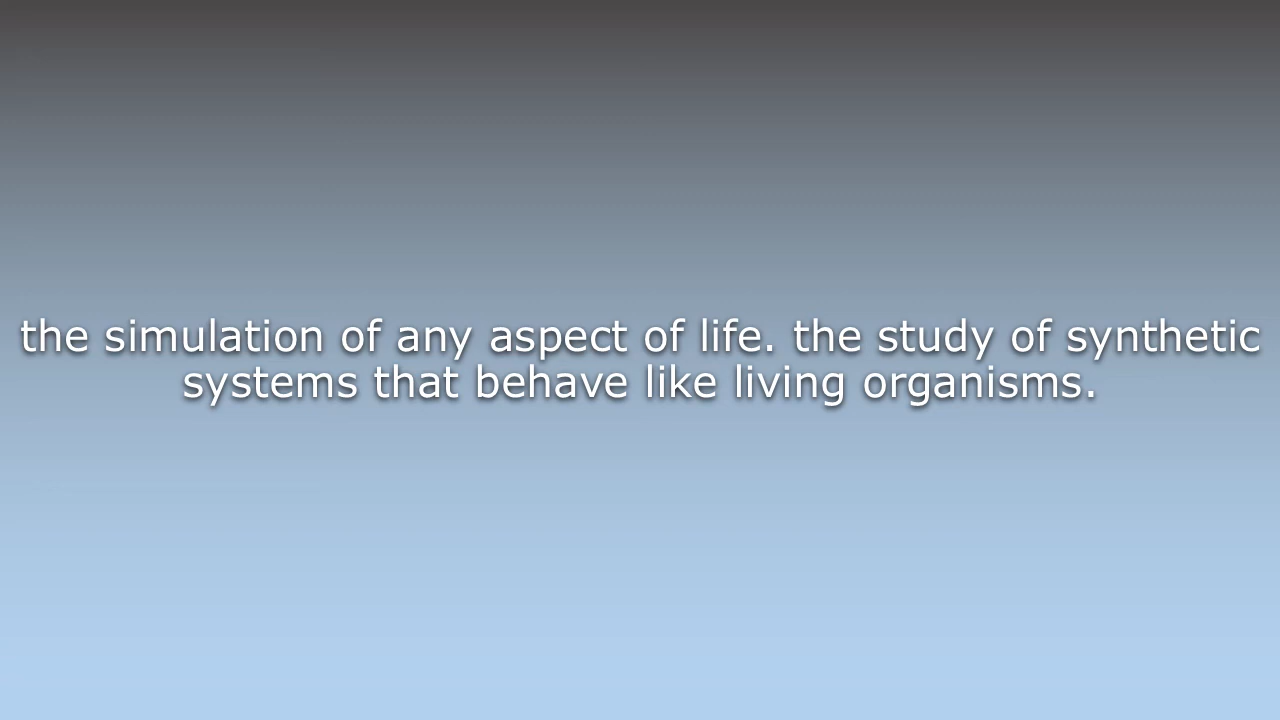 the simulation of any aspect of life. the study of synthetic
systems that behave like living organisms.